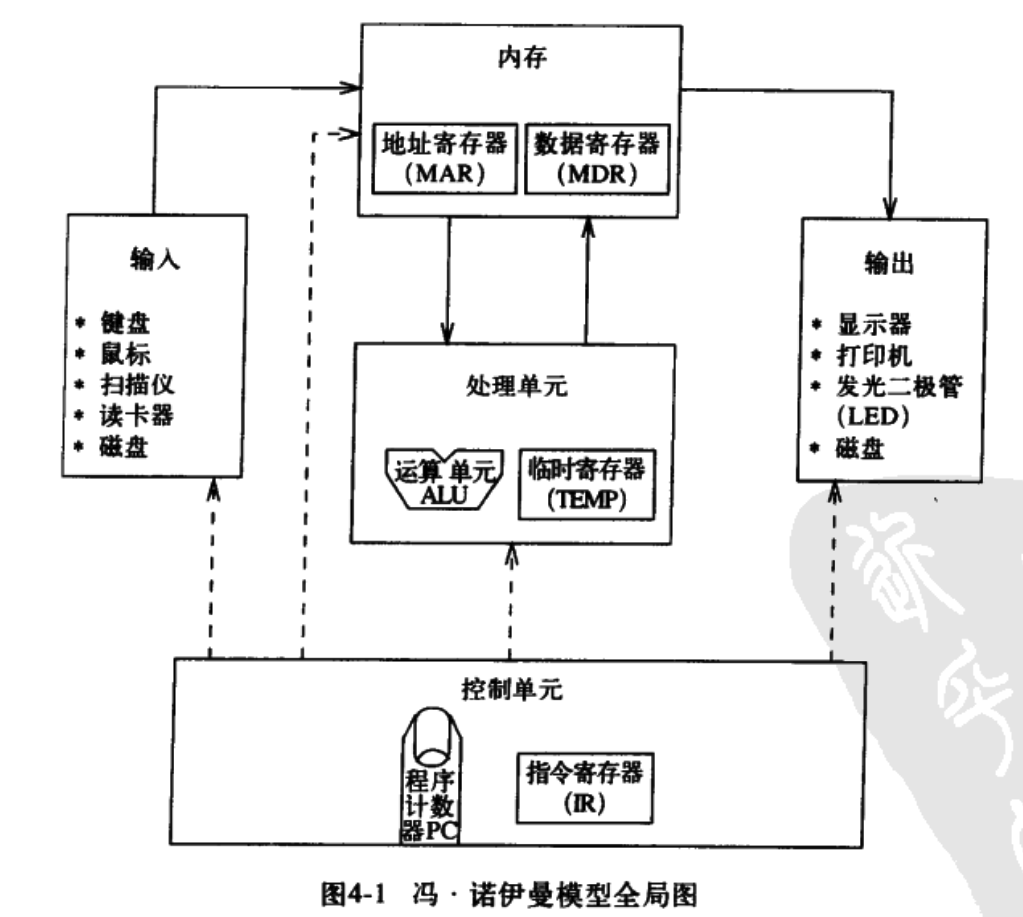 内存
地址寄存器
(MAR)
数据寄存器
(MDR)
输入
* 键盘
* 鼠标
* 扫描仪
* 读卡器
* 磁盘
处理单元
运算 单元
ALU
临时寄存器
(TEMP)
输出
* 显示器
* 打印机
* 发光二极管
(LED)
* 磁盘
控制单元
程序
计数
器PC
指令寄存器
(IR)
图4-1 冯·诺伊曼模型全局图